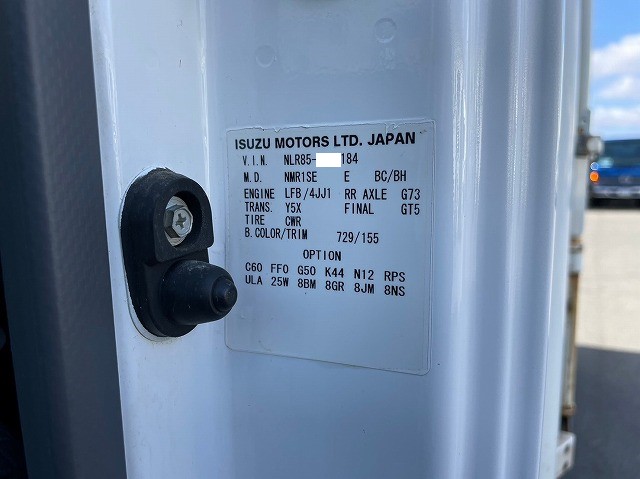 ISUZU MOTORS LTD. JAPAN
V.I.N. NLR85- 184
M.D. NMR1SE E BC/BH
ENGINE LFB/4JJ1 RR AXLE G73
TRANS. Y5X FINAL GT5
TIRE CWR
B.COLOR/TRIM 729/155
OPTION
C60 FF0 G50 K44 N12 RPS
ULA 25W 8BM 8GR 8JM 8NS